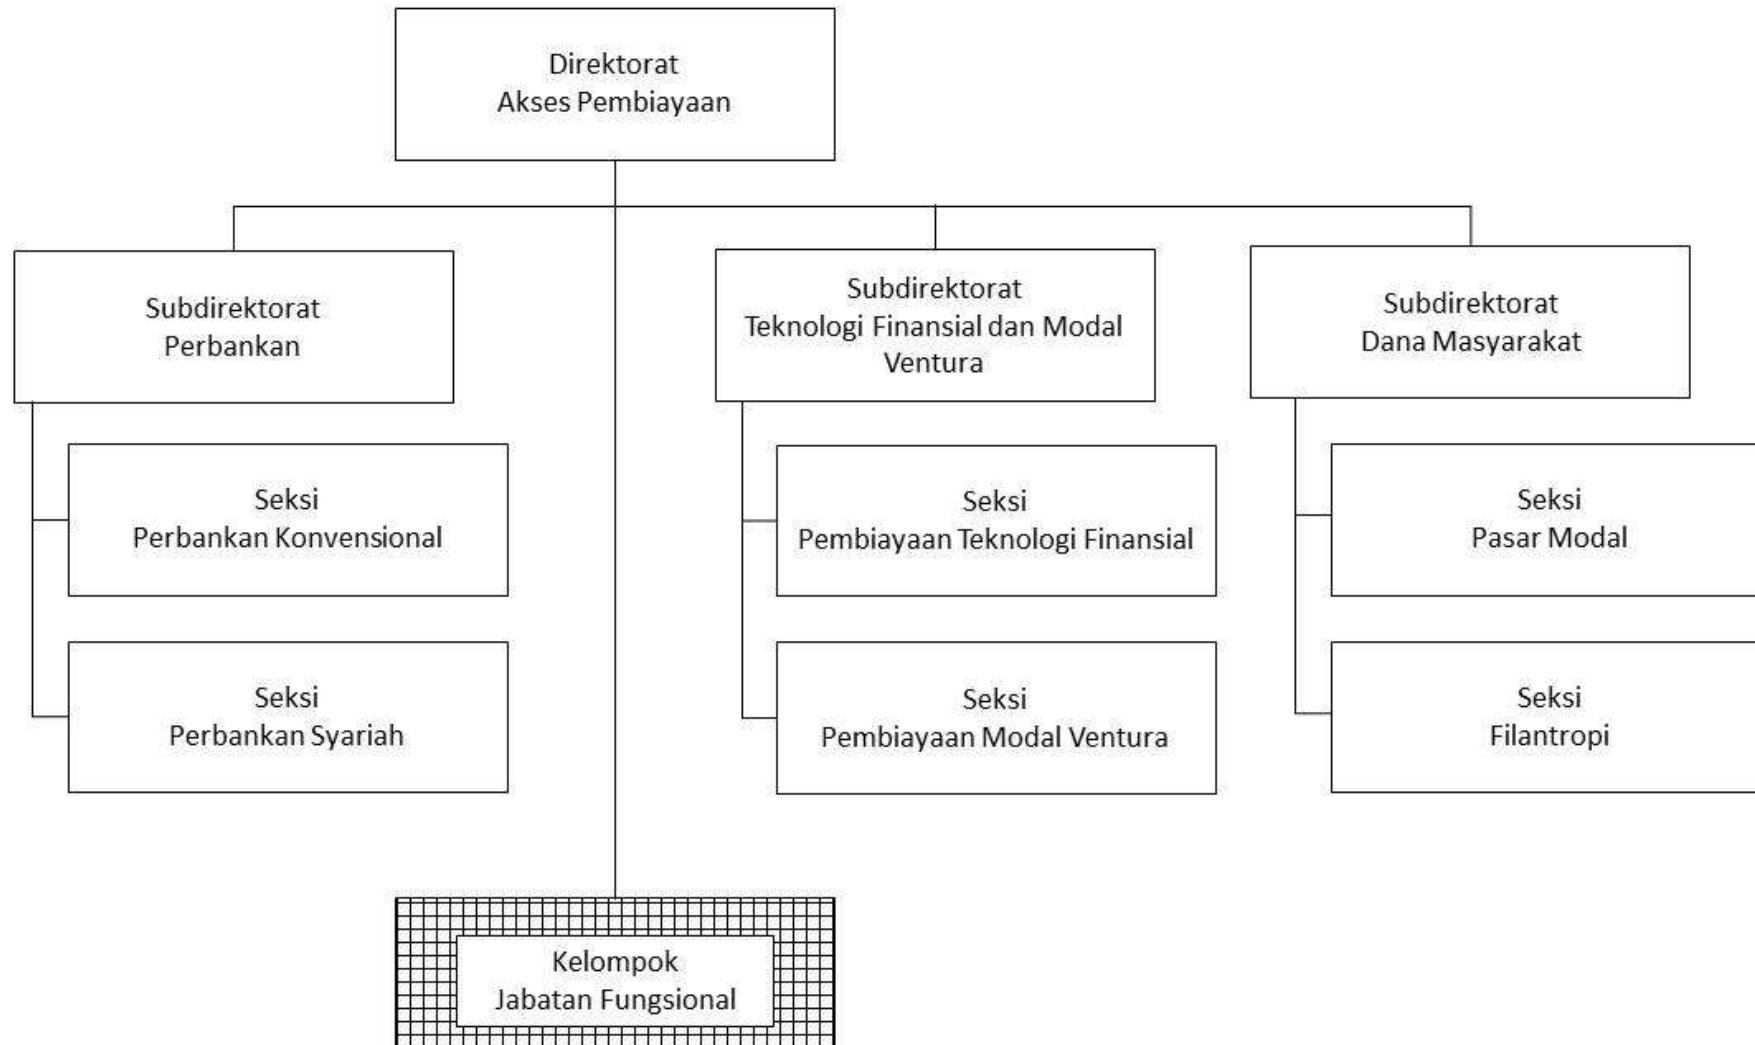 Direktorat
Akses Pembiayaan
Subdirektorat
Perbankan
Subdirektorat
Teknologi Finansial dan Modal
Ventura
Subdirektorat
Dana Masyarakat
Seksi
Perbankan Konvensional
Seksi
Pembiayaan Teknologi Finansial
Seksi
Pasar Modal
Seksi
Perbankan Syariah
Seksi
Pembiayaan Modal Ventura
Seksi
Filantropi
Kelompok
Jabatan Fungsional